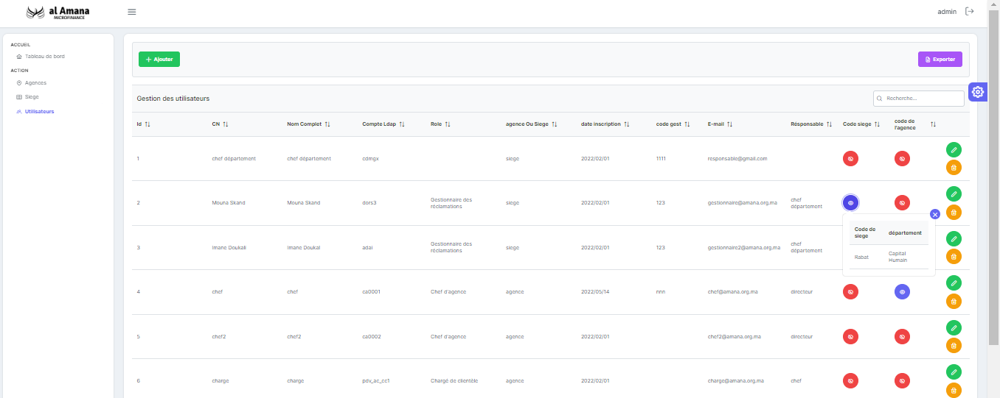 al Amana
MICROFINANCE
admin
ACCUEIL
Tableau de bord
ACTION
Agences
Siege
Utilisateurs
Ajouter
Exporter
Gestion des utilisateurs
Recherche...
Id CN Nom Complet Compte Ldap Role agence Ou Siege date inscription code gest E-mail Résponsable Code siege code de l'agence
1 chef département chef département cdmgx siege 2022/02/01 1111 responsable@gmail.com
2 Mouna Skand Mouna Skand dors3 Gestionnaire des réclamations siege 2022/02/01 123 gestionnaire@amana.org.ma chef département
Code de siege département
Rabat Capital Humain
3 Imane Doukali Imane Doukal adai Gestionnaire des réclamations siege 2022/02/01 123 gestionnaire2@amana.org.ma chef département
4 chef chef ca0001 Chef d'agence agence 2022/05/14 nnn chef@amana.org.ma directeur
5 chef2 chef2 ca0002 Chef d'agence agence 2022/02/01 chef2@amana.org.ma directeur
6 charge charge pdv_ac_cc1 Chargé de clientèle agence 2022/02/01 charge@amana.org.ma chef